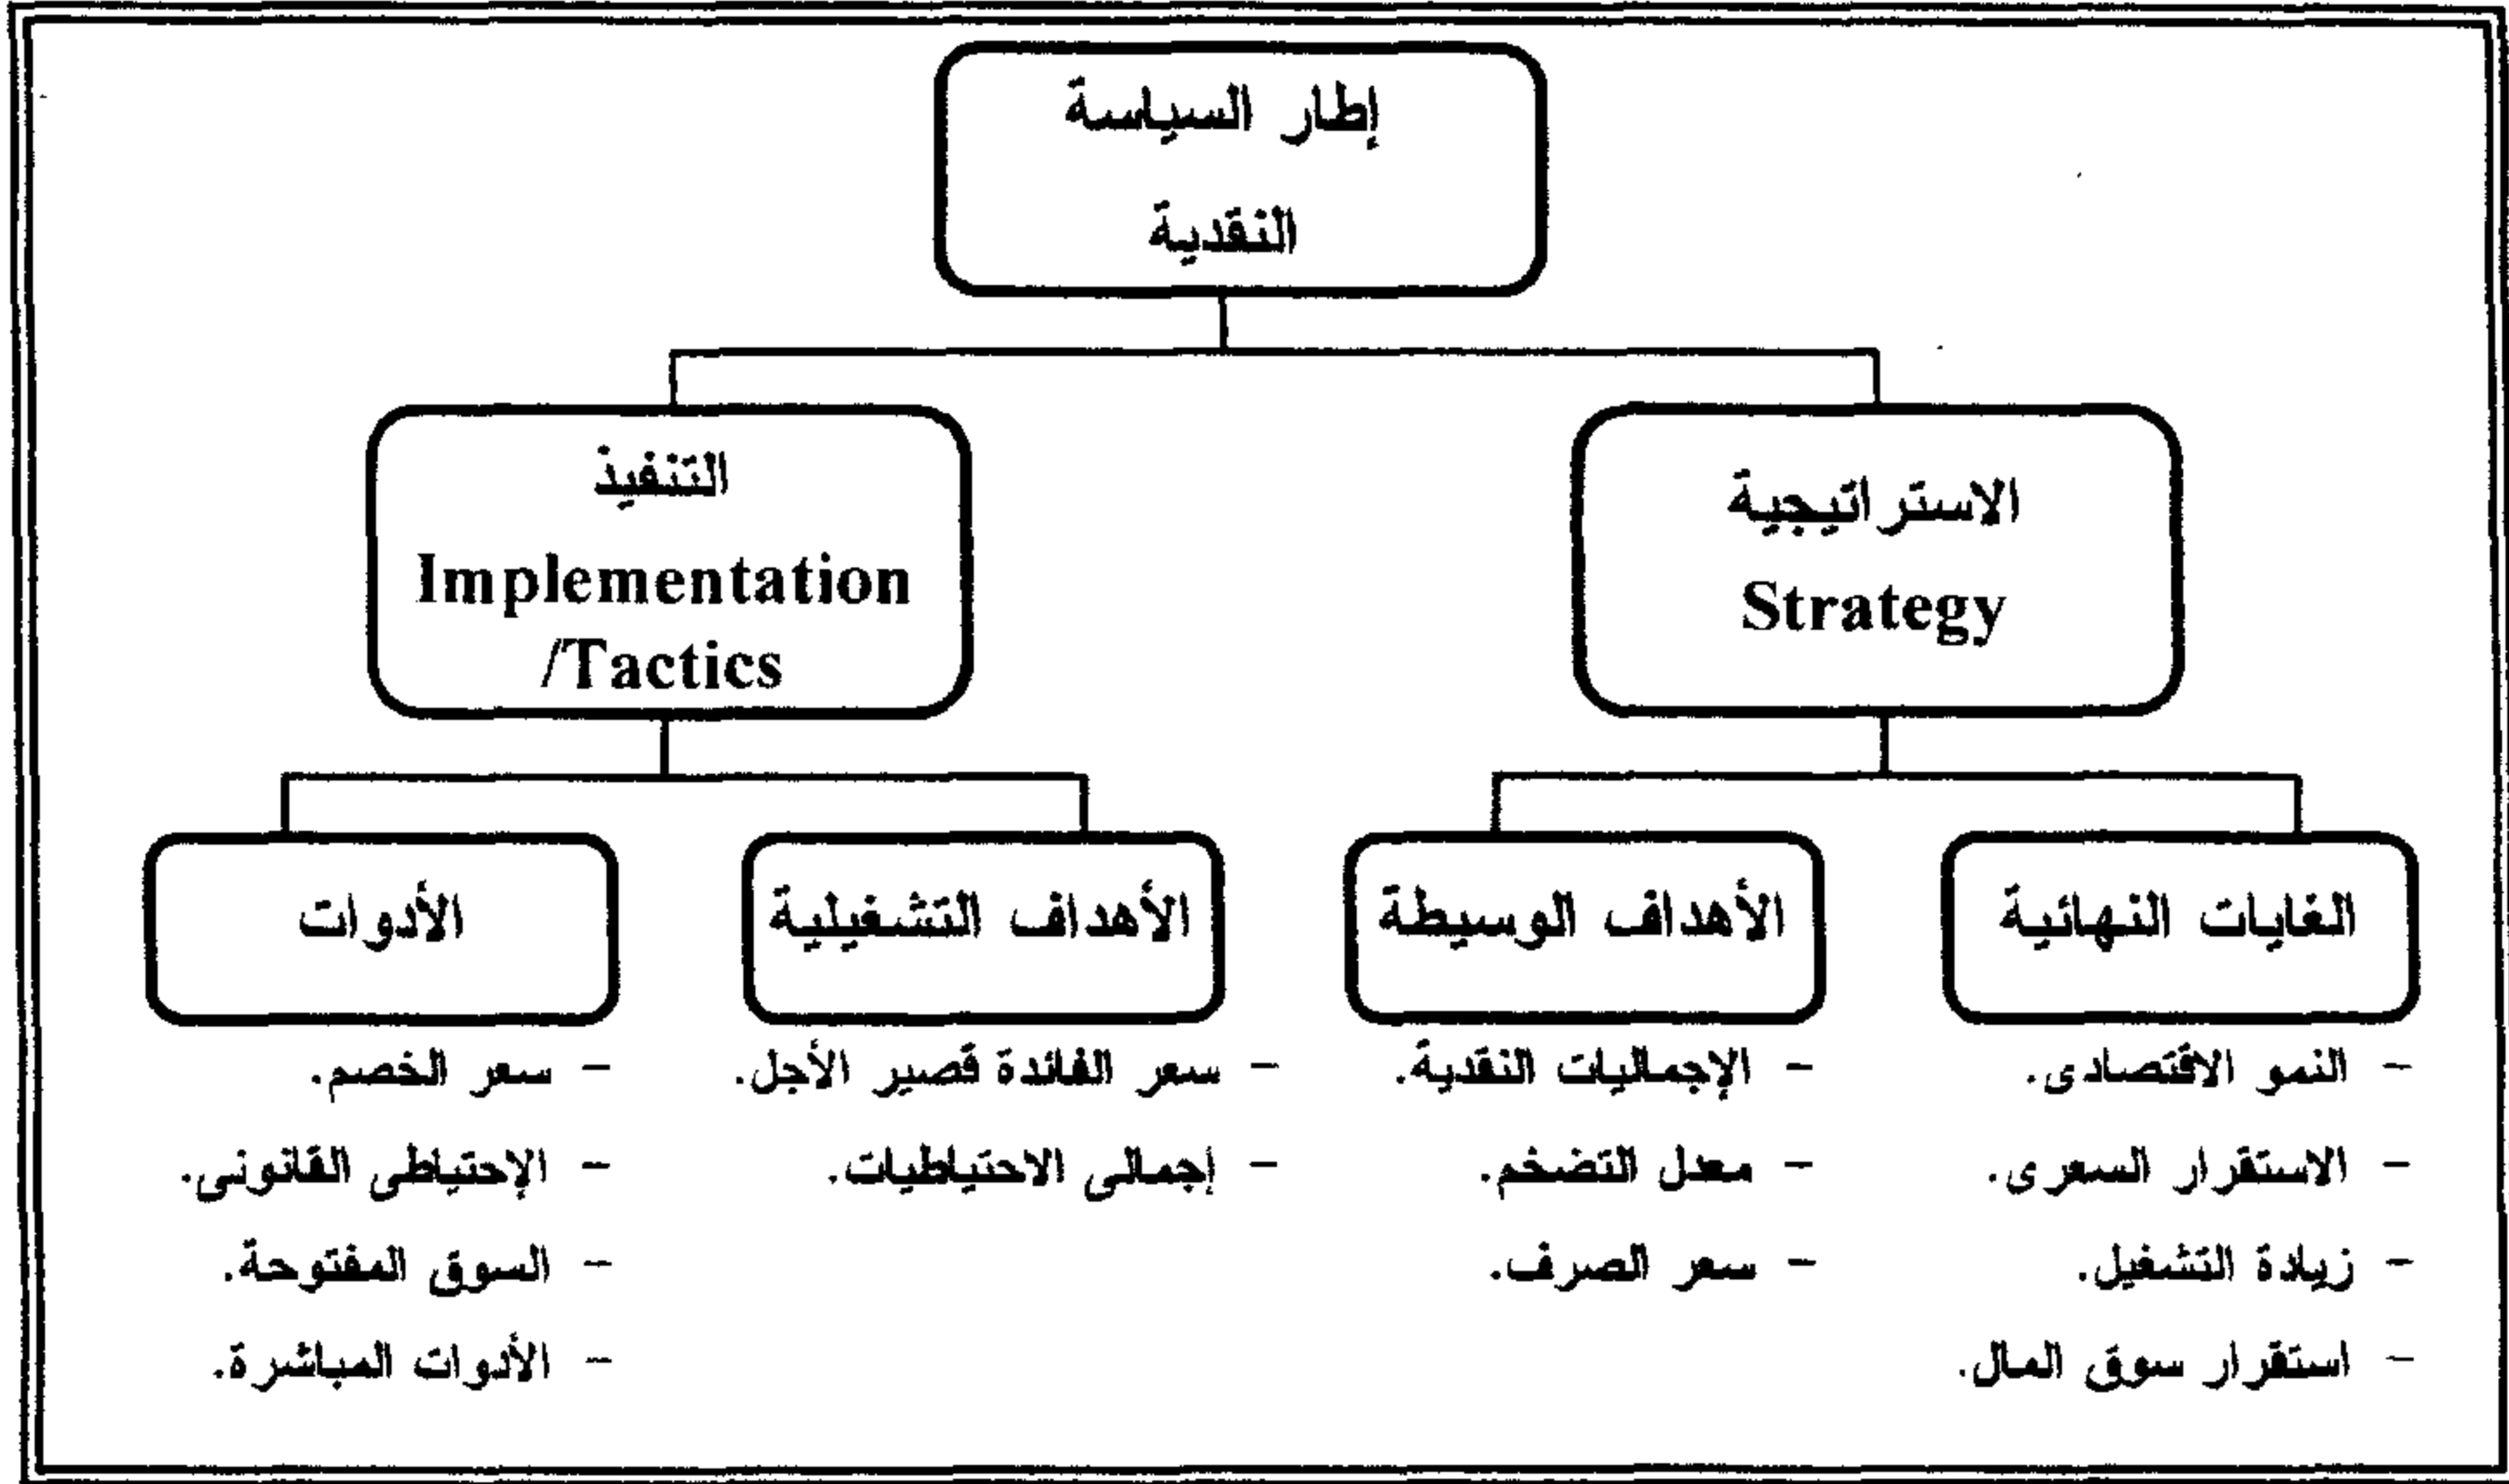 إطار السياسة
النقدية
الاستراتيجية
Strategy
التنفيذ
Implementation
/Tactics
الغايات النهائية
- النمو الاقتصادى.
- الاستقرار السعرى.
- زيادة التشغيل.
- استقرار سوق المال.
الأهداف الوسيطة
- الإجماليات النقدية.
- معدل التضخم.
- سعر الصرف.
الأهداف التشغيلية
- سعر الفائدة قصير الأجل.
- إجمالى الاحتياطيات.
الأدوات
- سعر الخصم.
- الإحتياطى القانونى.
- السوق المفتوحة.
- الأدوات المباشرة.